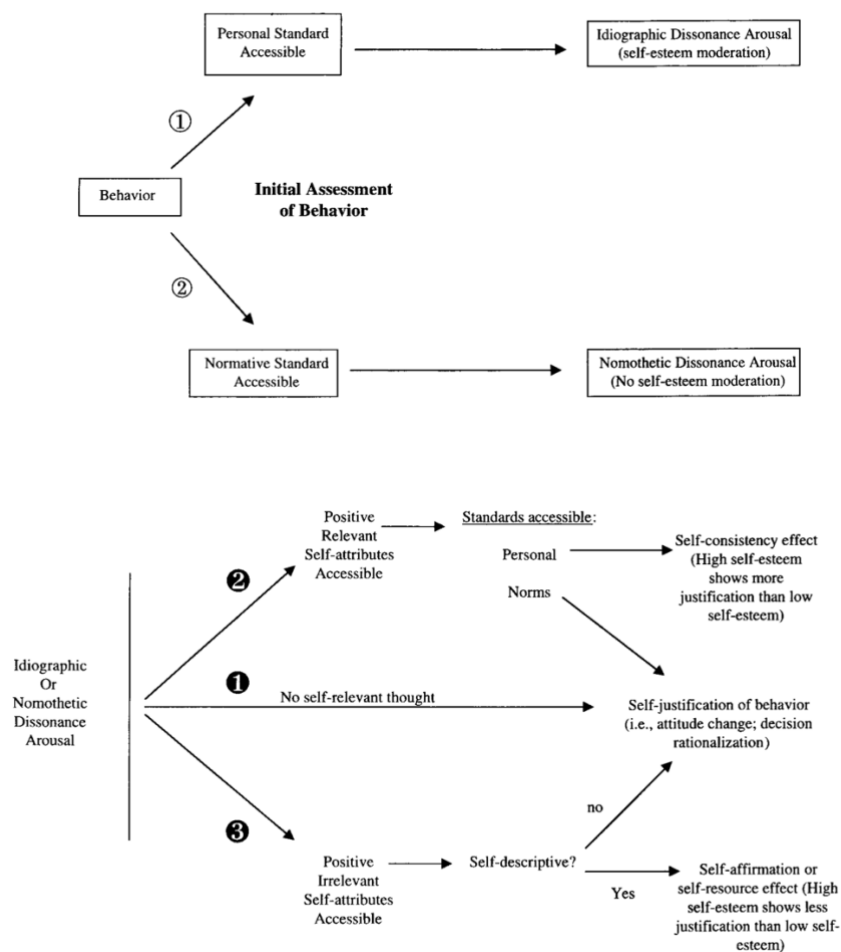 Personal Standard
Accessible
Idiographic Dissonance Arousal
(self-esteem moderation)
①
Behavior
Initial Assessment
of Behavior
②
Normative Standard
Accessible
Nomothetic Dissonance Arousal
(No self-esteem moderation)
Positive
Relevant
Self-attributes
Accessible
Standards accessible:
Personal
Norms
Self-consistency effect
(High self-esteem
shows more
justification than low
self-esteem)
❷
Idiographic
Or
Nomothetic
Dissonance
Arousal
❶
No self-relevant thought
Self-justification of behavior
(i.e., attitude change; decision
rationalization)
❸
no
Positive
Irrelevant
Self-attributes
Accessible
Self-descriptive?
Yes
Self-affirmation or
self-resource effect (High
self-esteem shows less
justification than low self-
esteem)